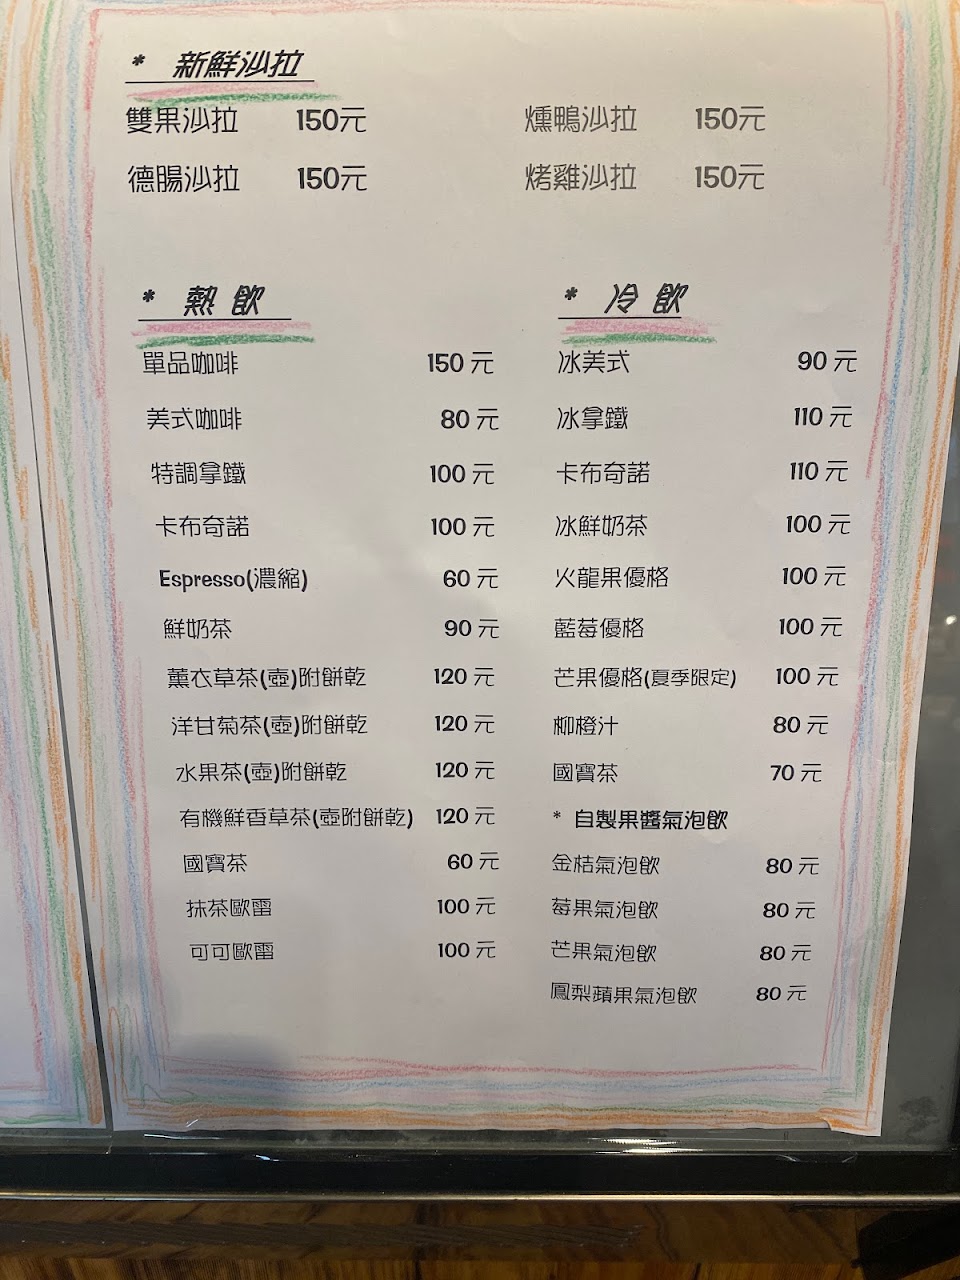 * 新鮮沙拉
雙果沙拉 150元 燻鴨沙拉 150元
德腸沙拉 150元 烤雞沙拉 150元
* 熱飲
單品咖啡 150元
美式咖啡 80元
特調拿鐵 100元
卡布奇諾 100元
Espresso(濃縮) 60元
鮮奶茶 90元
薰衣草茶(壺)附餅乾 120元
洋甘菊茶(壺)附餅乾 120元
水果茶(壺)附餅乾 120元
有機鮮香草茶(壺附餅乾) 120元
國寶茶 60元
抹茶歐雷 100元
可可歐雷 100元
* 冷飲
冰美式 90元
冰拿鐵 110元
卡布奇諾 110元
冰鮮奶茶 100元
火龍果優格 100元
藍莓優格 100元
芒果優格(夏季限定) 100元
柳橙汁 80元
國寶茶 70元
* 自製果醬氣泡飲
金桔氣泡飲 80元
莓果氣泡飲 80元
芒果氣泡飲 80元
鳳梨蘋果氣泡飲 80元